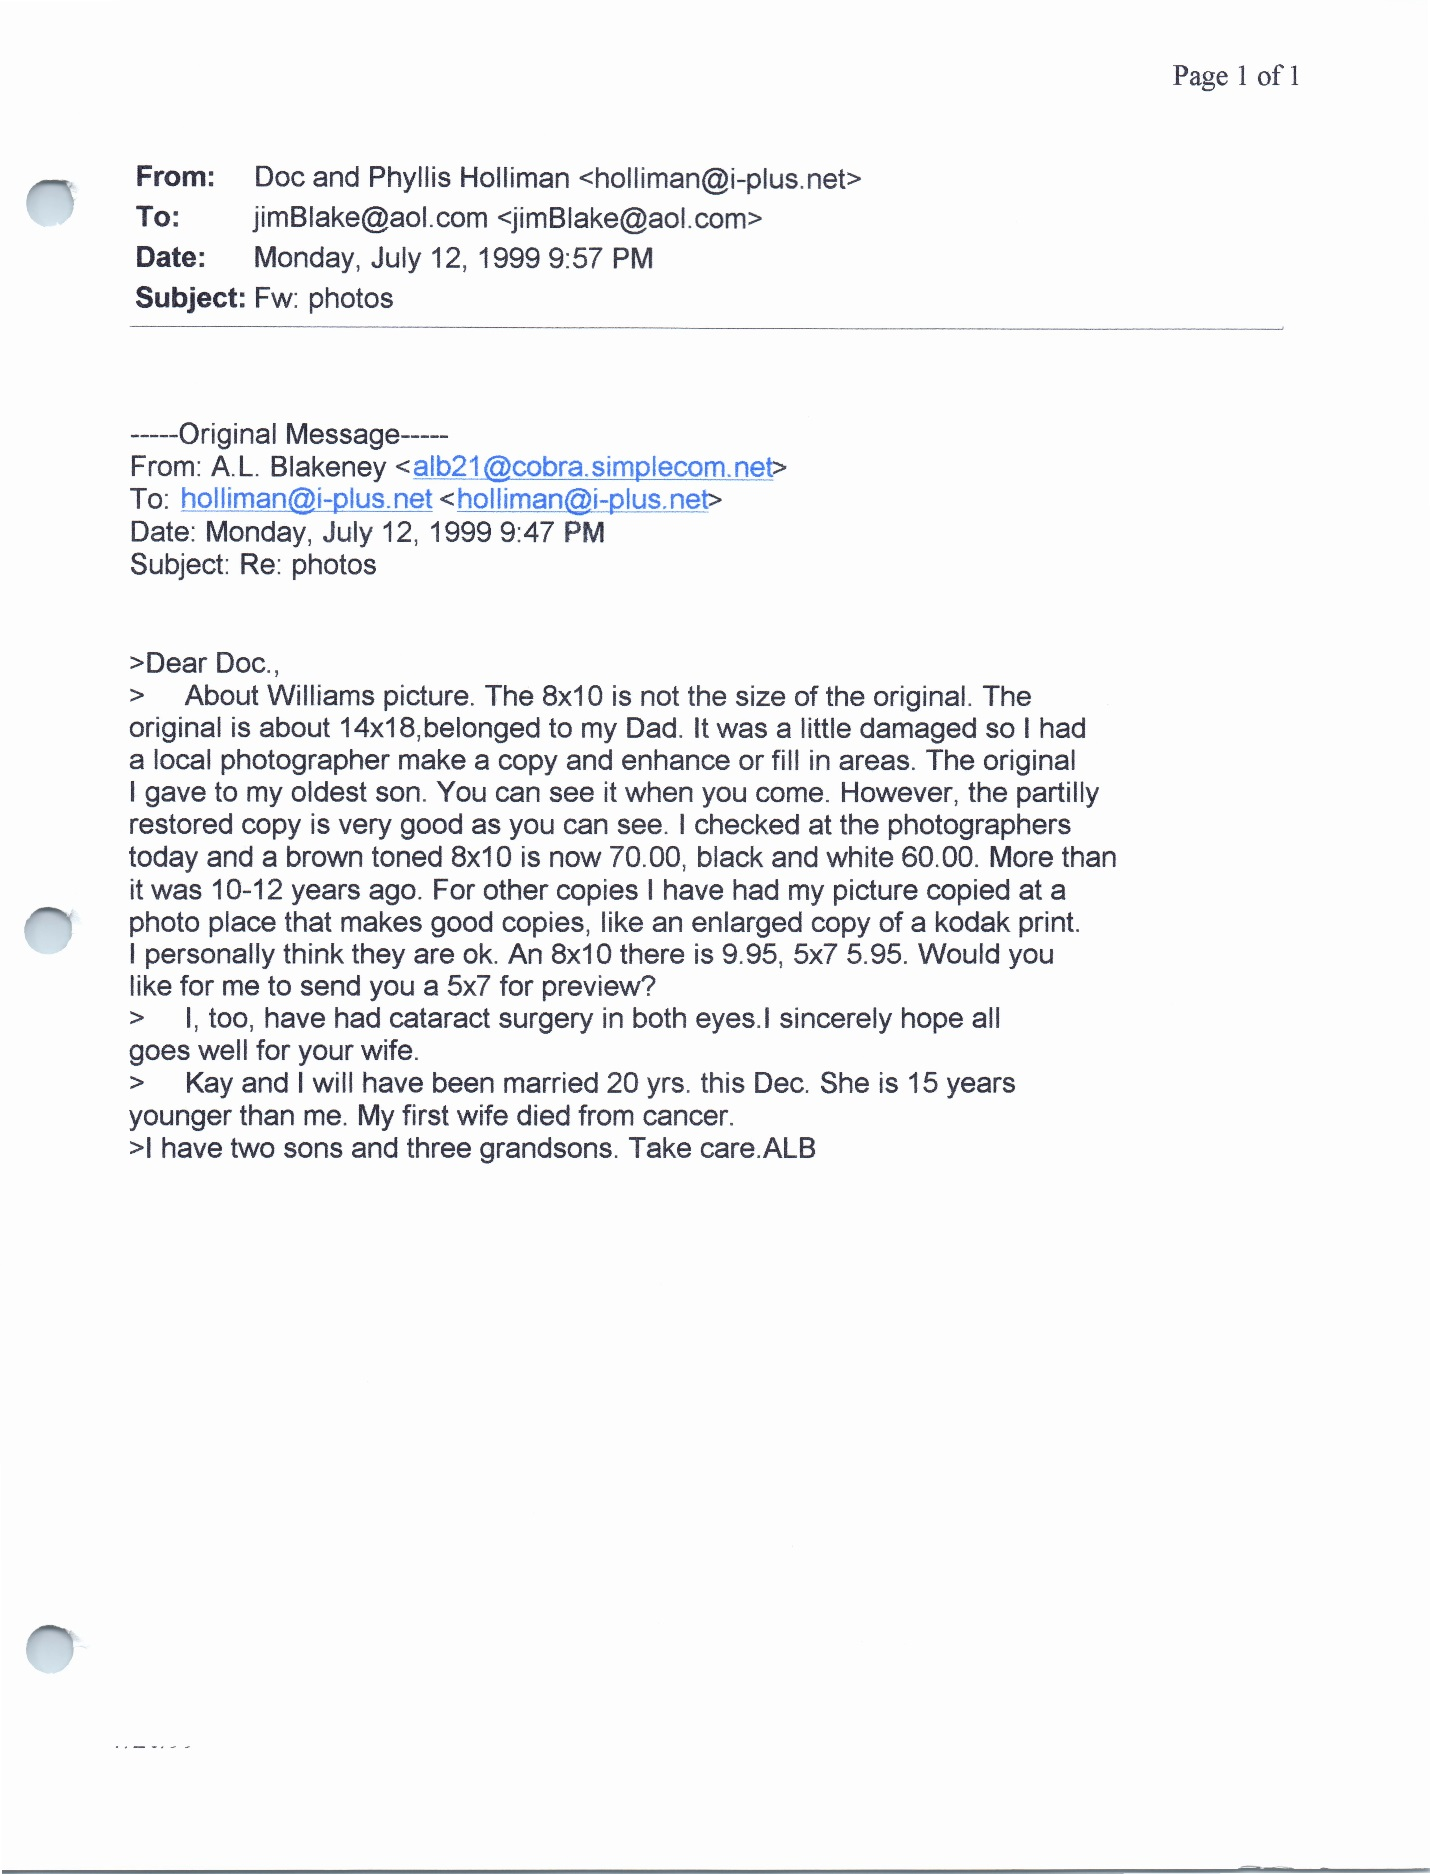 Page 1 of 1
From: Doc and Phyllis Holliman <holliman@i-plus.net>
To: jimBlake@aol.com <jimBlake@aol.com>
Date: Monday, July 12, 1999 9:57 PM
Subject: Fw: photos
-----Original Message-----
From: A.L. Blakeney <alb21@cobra.simplecom.net>
To: holliman@i-plus.net <holliman@i-plus.net>
Date: Monday, July 12, 1999 9:47 PM
Subject: Re: photos
>Dear Doc.,
> About Williams picture. The 8x10 is not the size of the original. The
original is about 14x18,belonged to my Dad. It was a little damaged so I had
a local photographer make a copy and enhance or fill in areas. The original
I gave to my oldest son. You can see it when you come. However, the partilly
restored copy is very good as you can see. I checked at the photographers
today and a brown toned 8x10 is now 70.00, black and white 60.00. More than
it was 10-12 years ago. For other copies I have had my picture copied at a
photo place that makes good copies, like an enlarged copy of a kodak print.
I personally think they are ok. An 8x10 there is 9.95, 5x7 5.95. Would you
like for me to send you a 5x7 for preview?
> I, too, have had cataract surgery in both eyes.I sincerely hope all
goes well for your wife.
> Kay and I will have been married 20 yrs. this Dec. She is 15 years
younger than me. My first wife died from cancer.
>I have two sons and three grandsons. Take care.ALB